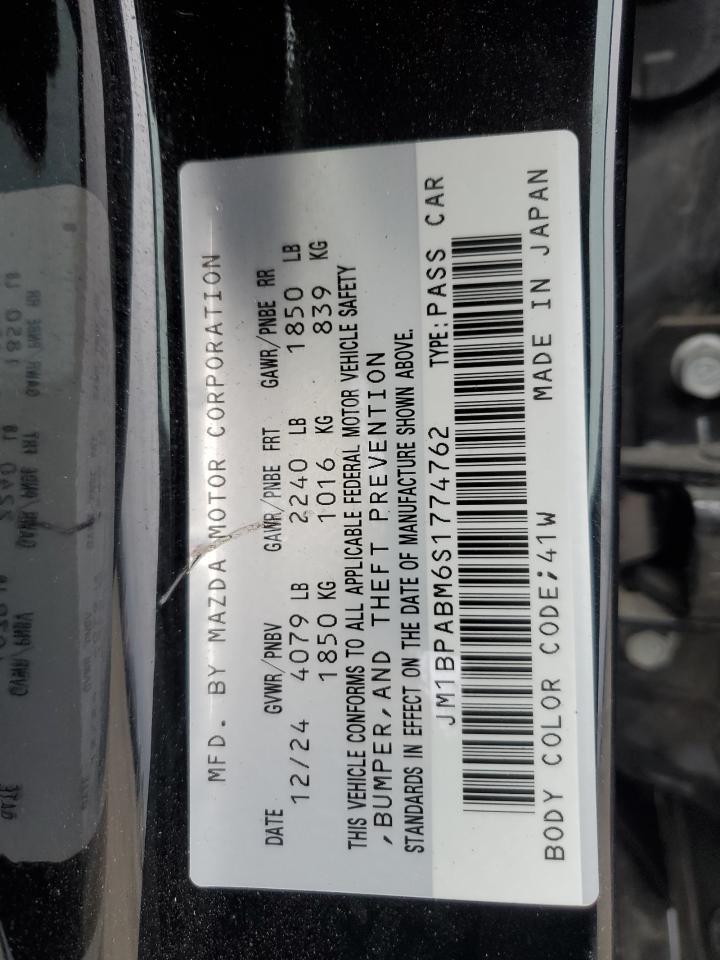 MFD. BY MAZDA MOTOR CORPORATION
DATE GVWR/PNBV GAWR/PNBE FRT GAWR/PNBE RR
12/24 4079 LB 2240 LB 1850 LB
1850 KG 1016 KG 839 KG
THIS VEHICLE CONFORMS TO ALL APPLICABLE FEDERAL MOTOR VEHICLE SAFETY
,BUMPER,AND THEFT PREVENTION
STANDARDS IN EFFECT ON THE DATE OF MANUFACTURE SHOWN ABOVE.
JM1BPABM6S1774762 TYPE:PASS CAR
BODY COLOR CODE;41W MADE IN JAPAN